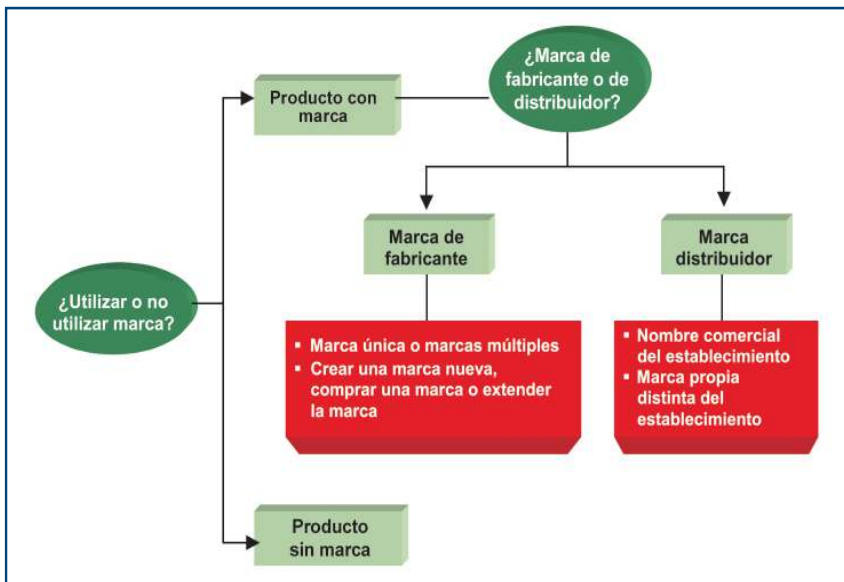 ¿Marca de
fabricante o de
distribuidor?
Producto con
marca
Marca de
fabricante
Marca
distribuidor
¿Utilizar o no
utilizar marca?
▪ Marca única o marcas múltiples
▪ Crear una marca nueva,
comprar una marca o extender
la marca
▪ Nombre comercial
del establecimiento
▪ Marca propia
distinta del
establecimiento
Producto
sin marca